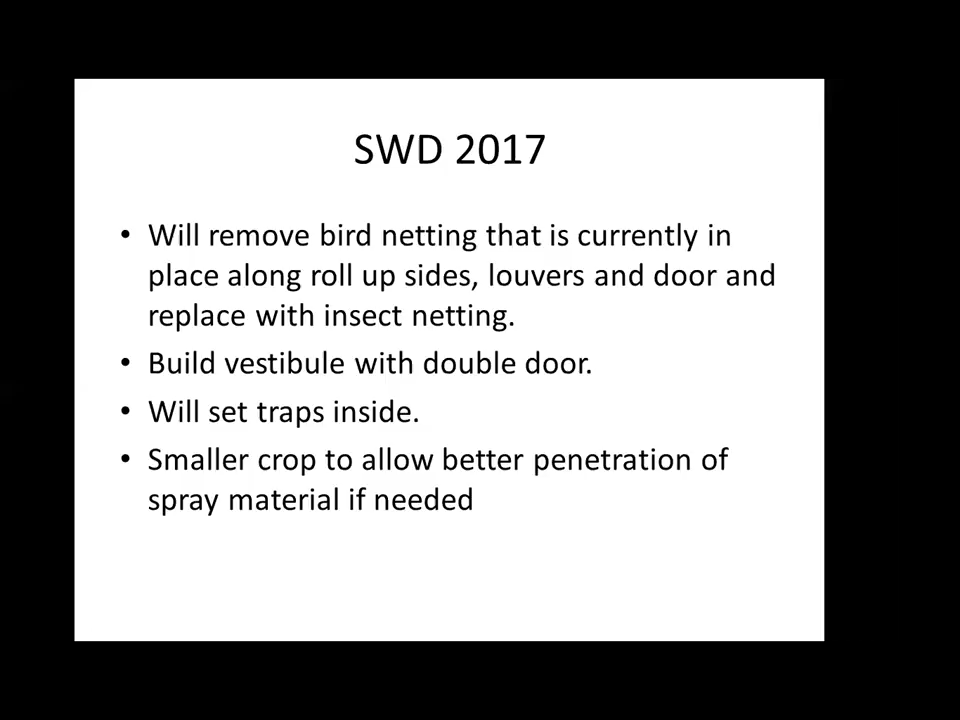 SWD 2017
• Will remove bird netting that is currently in
place along roll up sides, louvers and door and
replace with insect netting.
• Build vestibule with double door.
• Will set traps inside.
• Smaller crop to allow better penetration of
spray material if needed